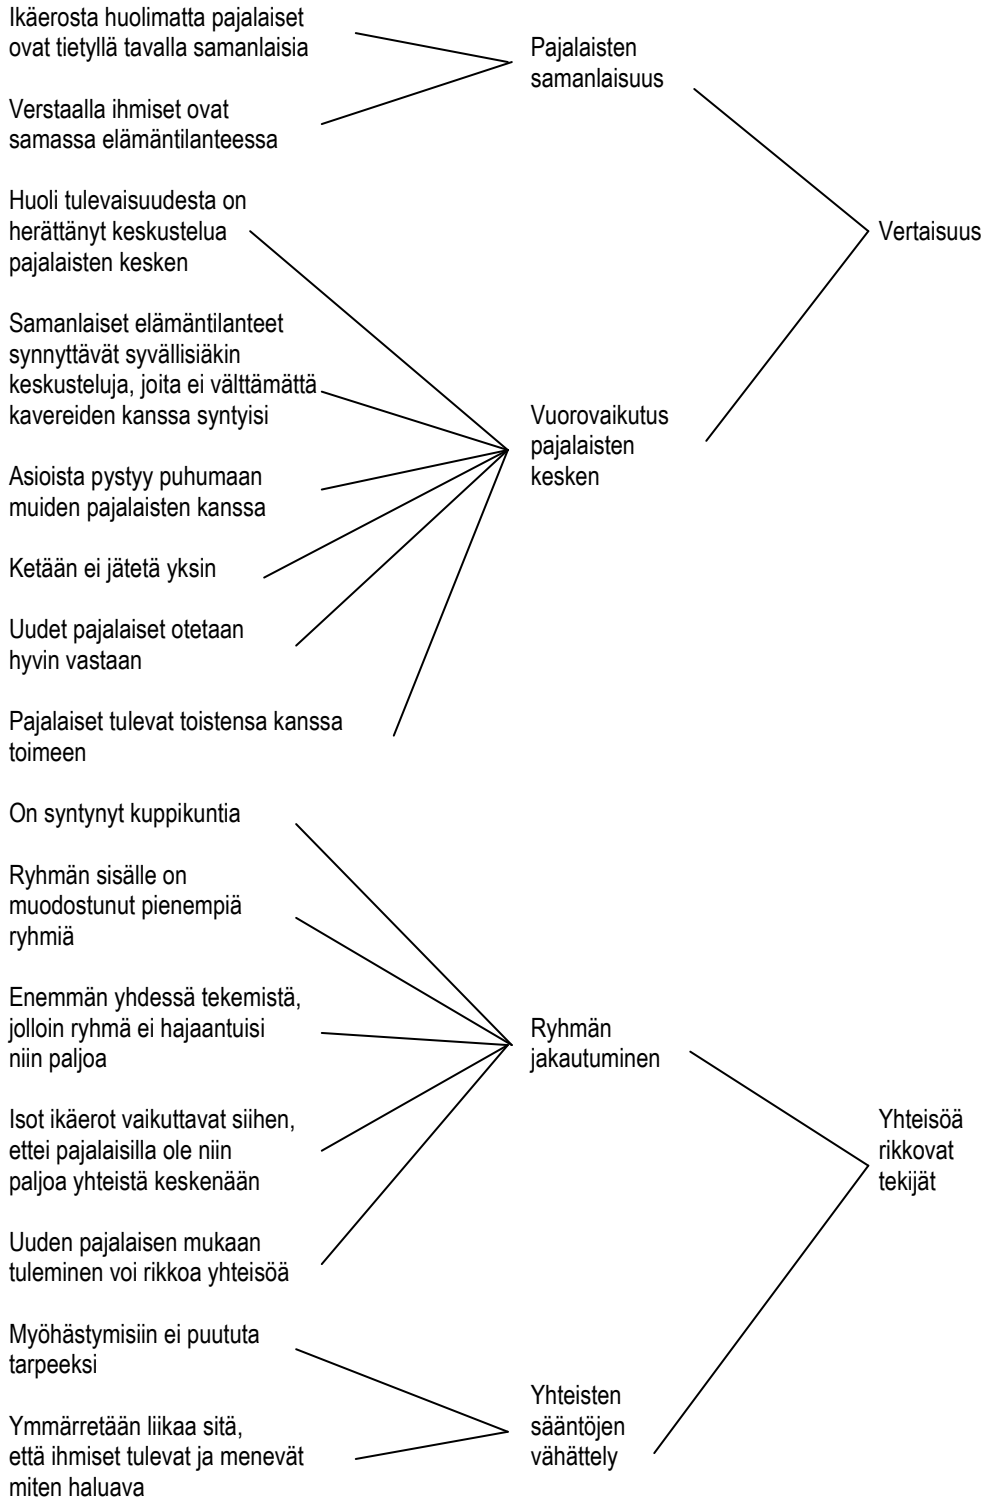 Ikäerosta huolimatta pajalaiset
ovat tietyllä tavalla samanlaisia
Pajalaisten
samanlaisuus
Verstaalla ihmiset ovat
samassa elämäntilanteessa
Huoli tulevaisuudesta on
herättänyt keskustelua
pajalaisten kesken
Vertaisuus
Samanlaiset elämäntilanteet
synnyttävät syvällisiäkin
keskusteluja, joita ei välttämättä
kavereiden kanssa syntyisi
Vuorovaikutus
pajalaisten
kesken
Asioista pystyy puhumaan
muiden pajalaisten kanssa
Ketään ei jätetä yksin
Uudet pajalaiset otetaan
hyvin vastaan
Pajalaiset tulevat toistensa kanssa
toimeen
On syntynyt kuppikuntia
Ryhmän sisälle on
muodostunut pienempiä
ryhmiä
Enemmän yhdessä tekemistä,
jolloin ryhmä ei hajaantuisi
niin paljoa
Ryhmän
jakautuminen
Isot ikäerot vaikuttavat siihen,
ettei pajalaisilla ole niin
paljoa yhteistä keskenään
Yhteisöä
rikkovat
tekijät
Uuden pajalaisen mukaan
tuleminen voi rikkoa yhteisöä
Myöhästymisiin ei puututa
tarpeeksi
Yhteisten
sääntöjen
vähättely
Ymmärretään liikaa sitä,
että ihmiset tulevat ja menevät
miten haluava